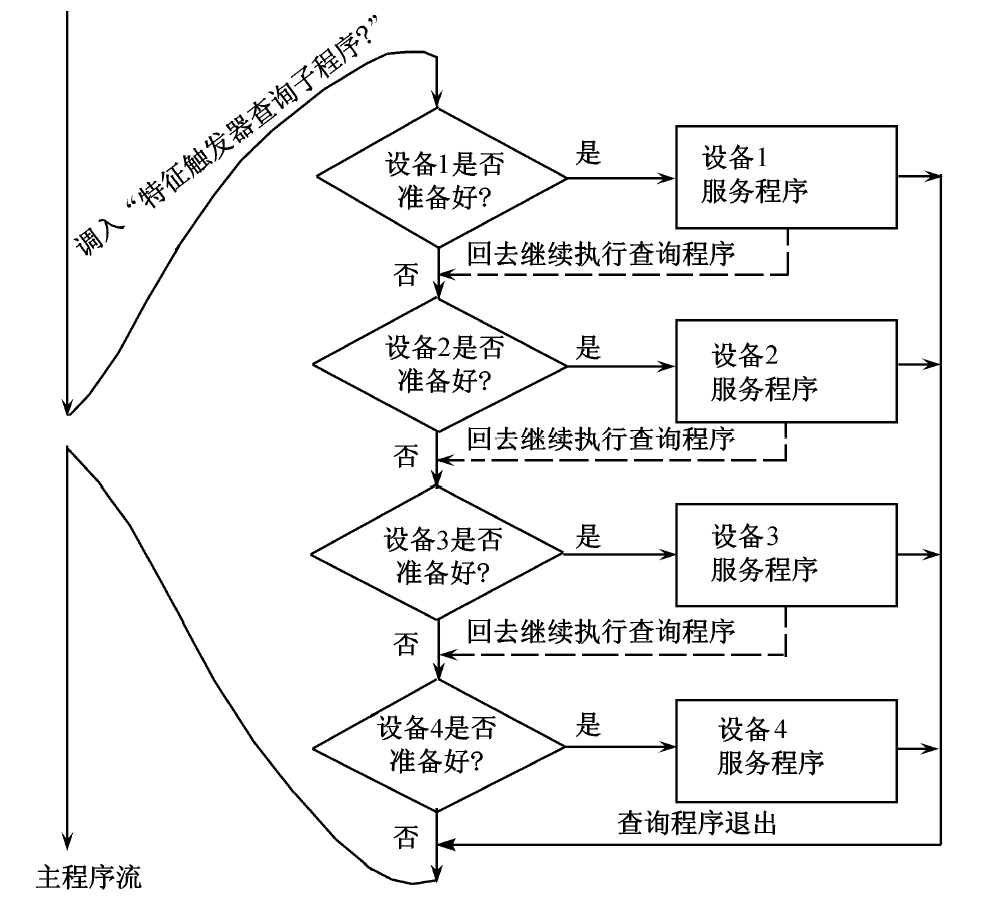 调入“特征触发器查询子程序?”
设备1是否
准备好?
是
设备1
服务程序
回去继续执行查询程序
否
设备2是否
准备好?
是
设备2
服务程序
回去继续执行查询程序
否
设备3是否
准备好?
是
设备3
服务程序
回去继续执行查询程序
否
设备4是否
准备好?
是
设备4
服务程序
查询程序退出
否
主程序流